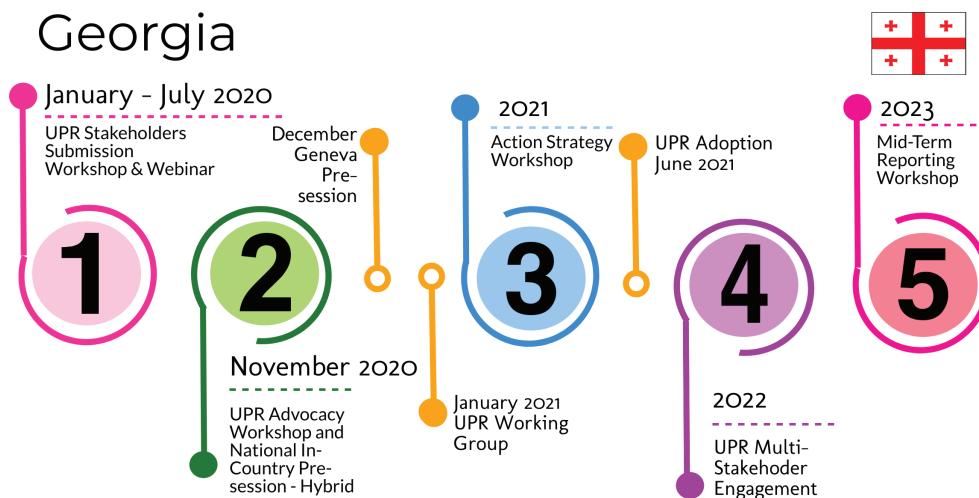 Georgia
January - July 2020
UPR Stakeholders
Submission
Workshop & Webinar
1
2
November 2020
UPR Advocacy
Workshop and
National In-
Country Pre-
session - Hybrid
December
Geneva
Pre-
session
January 2021
UPR Working
Group
2021
Action Strategy
Workshop
3
UPR Adoption
June 2021
4
2022
UPR Multi-
Stakehoder
Engagement
2023
Mid-Term
Reporting
Workshop
5